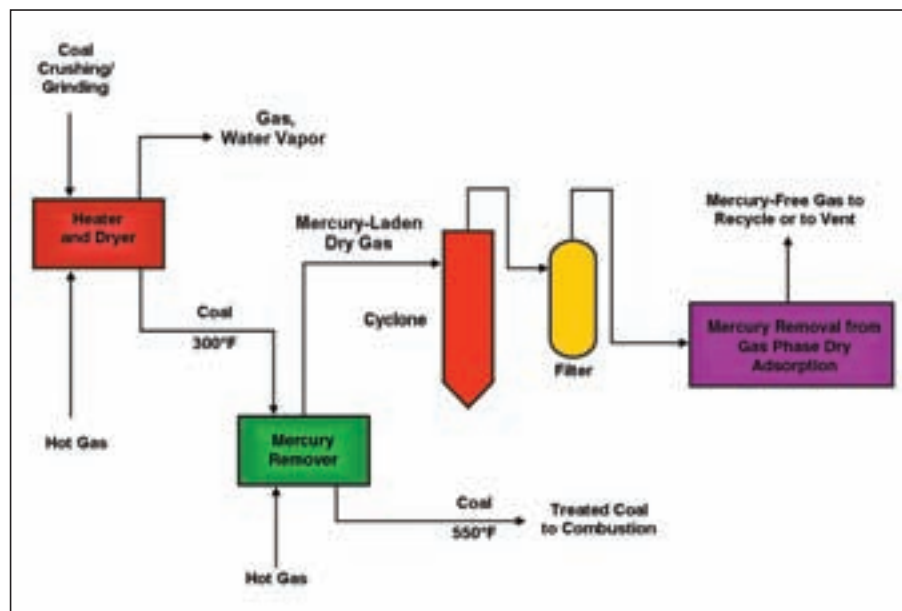 Coal
Crushing/
Grinding
Gas,
Water Vapor
Heater
and Dryer
Hot Gas
Coal
300°F
Mercury-Laden
Dry Gas
Cyclone
Filter
Mercury-Free Gas to
Recycle or to Vent
Mercury Removal from
Gas Phase Dry
Adsorption
Mercury
Remover
Hot Gas
Coal
550°F
Treated Coal
to Combustion